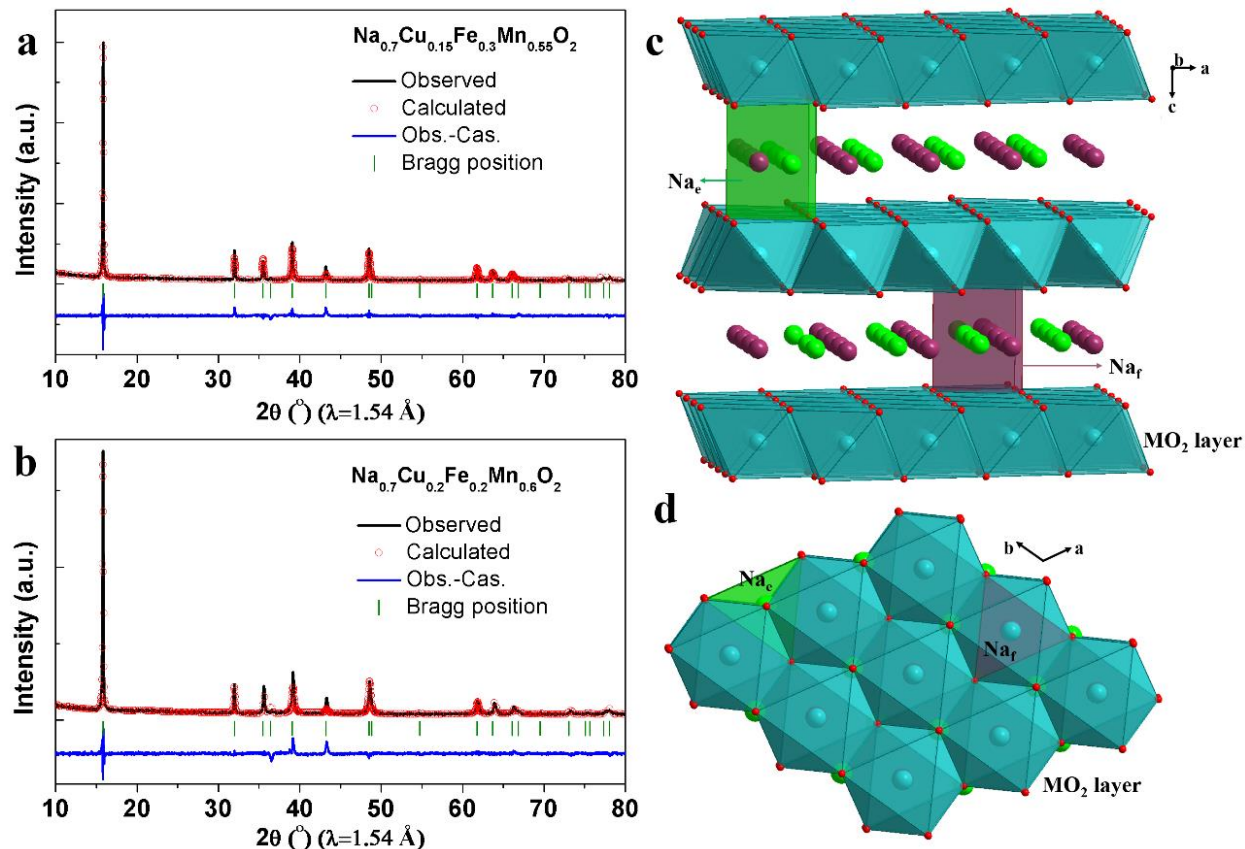 a
Na0.7Cu0.15Fe0.3Mn0.55O2
Observed
Calculated
Obs.-Cas.
Bragg position
Intensity (a.u.)
10 20 30 40 50 60 70 80
2θ (°) (λ=1.54 Å)
b
Na0.7Cu0.2Fe0.2Mn0.6O2
Observed
Calculated
Obs.-Cas.
Bragg position
Intensity (a.u.)
10 20 30 40 50 60 70 80
2θ (°) (λ=1.54 Å)
c
b a
c
Nae
Naf
MO2 layer
d
b a
Nae
Naf
MO2 layer